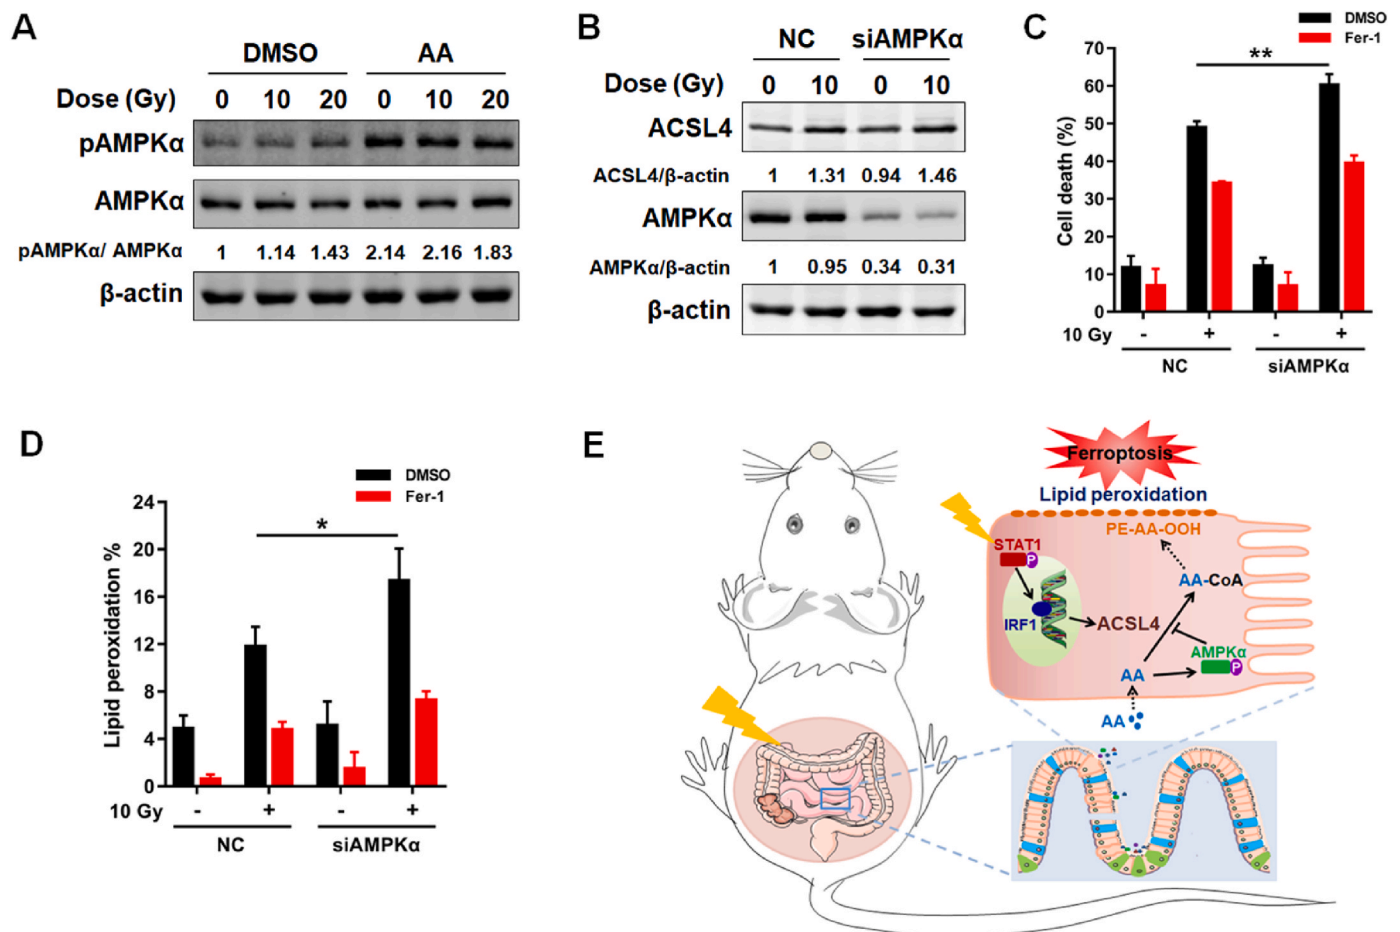 A
DMSO AA
Dose (Gy) 0 10 20 0 10 20
pAMPKα
AMPKα
pAMPKα/ AMPKα 1 1.14 1.43 2.14 2.16 1.83
β-actin
B
NC siAMPKα
Dose (Gy) 0 10 0 10
ACSL4
ACSL4/β-actin 1 1.31 0.94 1.46
AMPKα
AMPKα/β-actin 1 0.95 0.34 0.31
β-actin
C
DMSO
Fer-1
**
Cell death (%)
70
60
50
40
30
20
10
0
10 Gy - + - +
NC siAMPKα
D
DMSO
Fer-1
*
Lipid peroxidation %
24
20
16
12
8
4
0
10 Gy - + - +
NC siAMPKα
E
Ferroptosis
Lipid peroxidation
PE-AA-OOH
STAT1
P
AA-CoA
IRF1
ACSL4
AMPKα
P
AA
AA